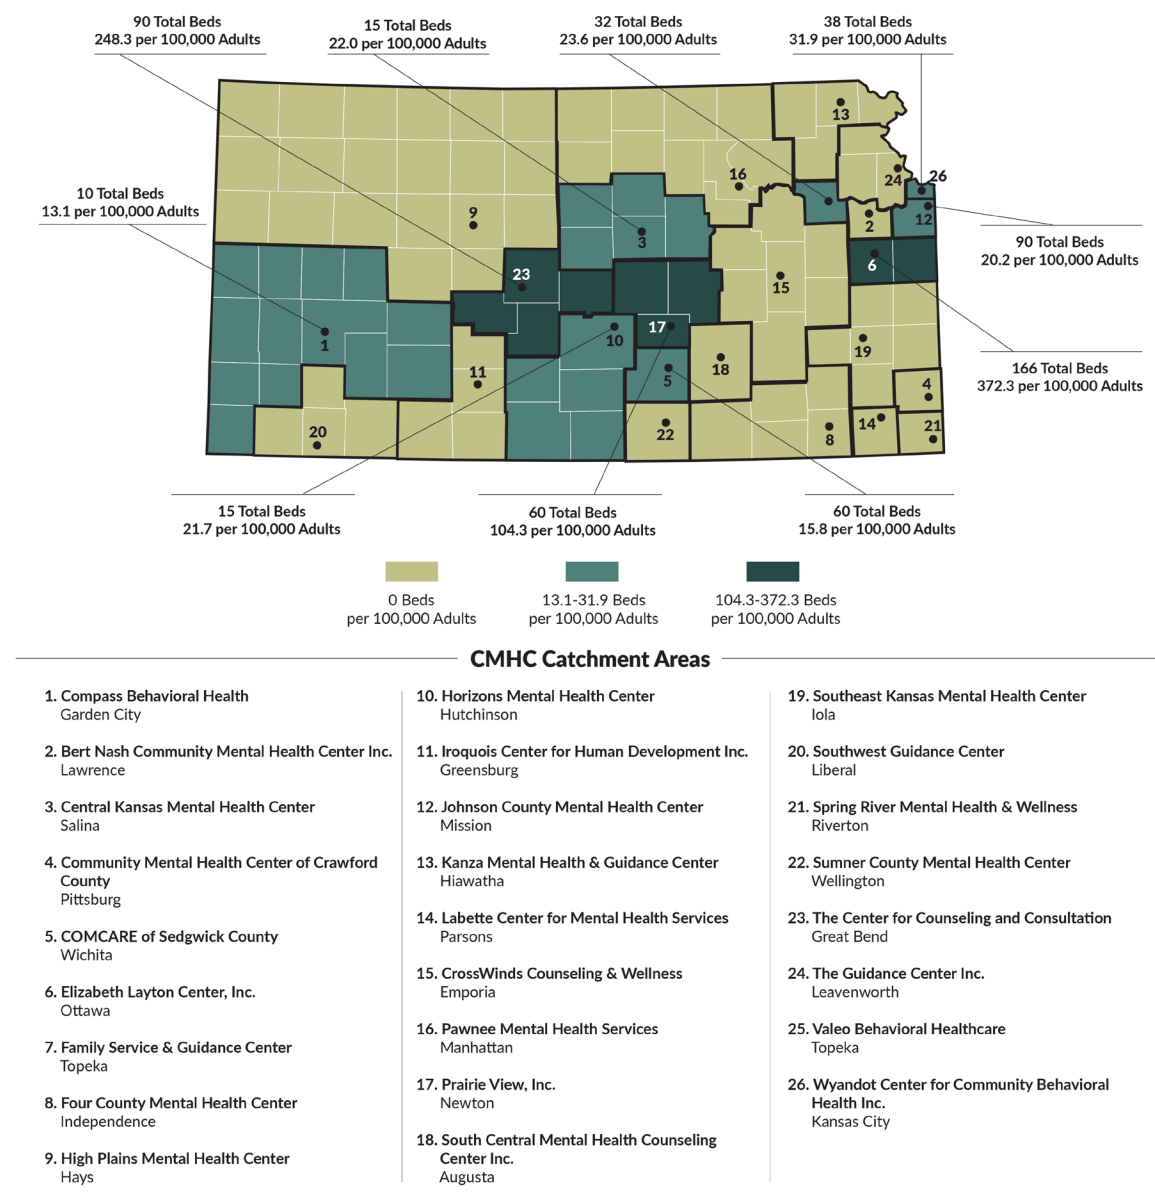 90 Total Beds
248.3 per 100,000 Adults
15 Total Beds
22.0 per 100,000 Adults
32 Total Beds
23.6 per 100,000 Adults
38 Total Beds
31.9 per 100,000 Adults
10 Total Beds
13.1 per 100,000 Adults
90 Total Beds
20.2 per 100,000 Adults
166 Total Beds
372.3 per 100,000 Adults
13
16
24
26
9
3
2
12
23
6
15
1
17
10
19
11
18
5
4
20
22
8
14
21
15 Total Beds
21.7 per 100,000 Adults
60 Total Beds
104.3 per 100,000 Adults
60 Total Beds
15.8 per 100,000 Adults
0 Beds
per 100,000 Adults
13.1-31.9 Beds
per 100,000 Adults
104.3-372.3 Beds
per 100,000 Adults
CMHC Catchment Areas
1. Compass Behavioral Health
Garden City
2. Bert Nash Community Mental Health Center Inc.
Lawrence
3. Central Kansas Mental Health Center
Salina
4. Community Mental Health Center of Crawford
County
Pittsburg
5. COMCARE of Sedgwick County
Wichita
6. Elizabeth Layton Center, Inc.
Ottawa
7. Family Service & Guidance Center
Topeka
8. Four County Mental Health Center
Independence
9. High Plains Mental Health Center
Hays
10. Horizons Mental Health Center
Hutchinson
11. Iroquois Center for Human Development Inc.
Greensburg
12. Johnson County Mental Health Center
Mission
13. Kanza Mental Health & Guidance Center
Hiawatha
14. Labette Center for Mental Health Services
Parsons
15. CrossWinds Counseling & Wellness
Emporia
16. Pawnee Mental Health Services
Manhattan
17. Prairie View, Inc.
Newton
18. South Central Mental Health Counseling
Center Inc.
Augusta
19. Southeast Kansas Mental Health Center
Iola
20. Southwest Guidance Center
Liberal
21. Spring River Mental Health & Wellness
Riverton
22. Sumner County Mental Health Center
Wellington
23. The Center for Counseling and Consultation
Great Bend
24. The Guidance Center Inc.
Leavenworth
25. Valeo Behavioral Healthcare
Topeka
26. Wyandot Center for Community Behavioral
Health Inc.
Kansas City